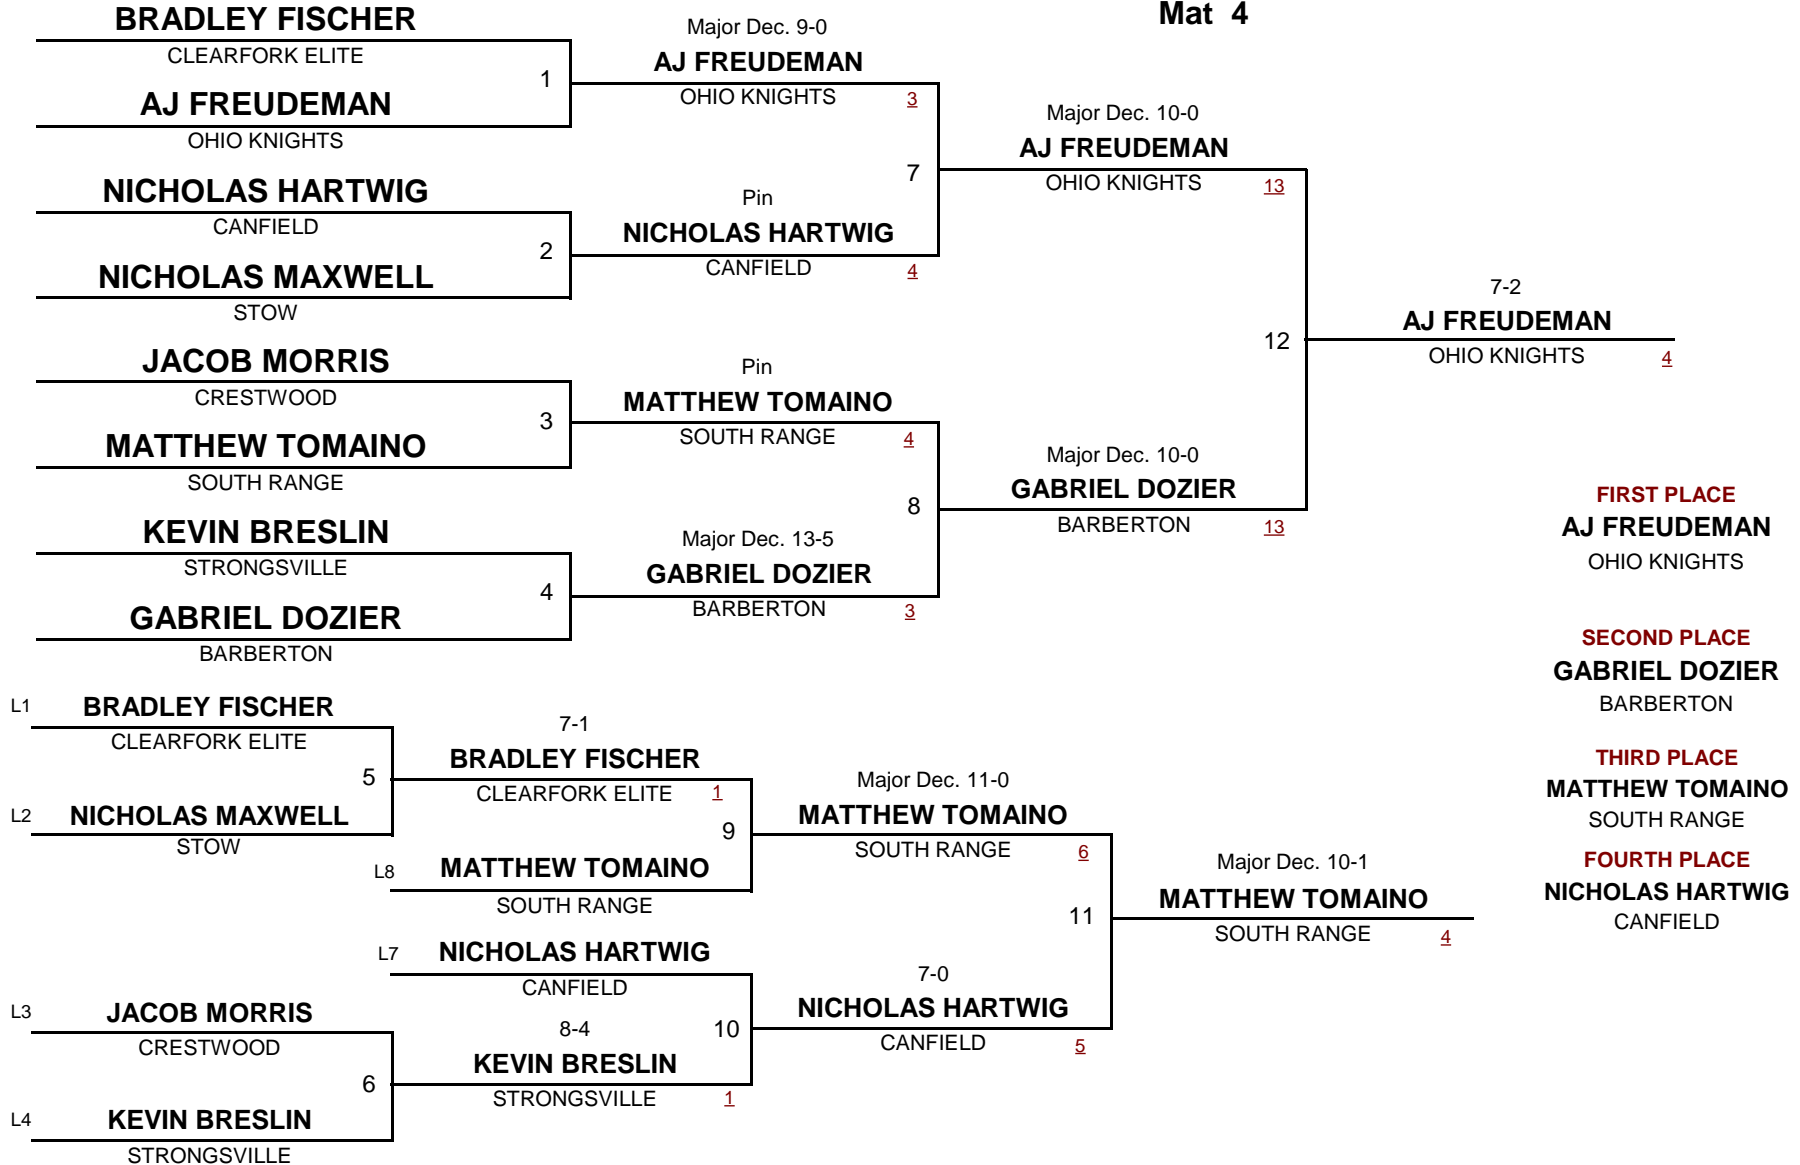 Mat 4
BRADLEY FISCHER
CLEARFORK ELITE
1
AJ FREUDEMAN
OHIO KNIGHTS
NICHOLAS HARTWIG
CANFIELD
2
NICHOLAS MAXWELL
STOW
JACOB MORRIS
CRESTWOOD
3
MATTHEW TOMAINO
SOUTH RANGE
KEVIN BRESLIN
STRONGSVILLE
4
GABRIEL DOZIER
BARBERTON
Major Dec. 9-0
AJ FREUDEMAN
OHIO KNIGHTS 3
7
Pin
NICHOLAS HARTWIG
CANFIELD 4
Pin
MATTHEW TOMAINO
SOUTH RANGE 4
8
Major Dec. 13-5
GABRIEL DOZIER
BARBERTON 3
Major Dec. 10-0
AJ FREUDEMAN
OHIO KNIGHTS 13
12
Major Dec. 10-0
GABRIEL DOZIER
BARBERTON 13
7-2
AJ FREUDEMAN
OHIO KNIGHTS 4
FIRST PLACE
AJ FREUDEMAN
OHIO KNIGHTS
SECOND PLACE
GABRIEL DOZIER
BARBERTON
THIRD PLACE
MATTHEW TOMAINO
SOUTH RANGE
FOURTH PLACE
NICHOLAS HARTWIG
CANFIELD
L1 BRADLEY FISCHER
CLEARFORK ELITE
5
L2 NICHOLAS MAXWELL
STOW
L3 JACOB MORRIS
CRESTWOOD
6
L4 KEVIN BRESLIN
STRONGSVILLE
7-1
BRADLEY FISCHER
CLEARFORK ELITE 1
9
L8 MATTHEW TOMAINO
SOUTH RANGE
L7 NICHOLAS HARTWIG
CANFIELD
8-4 10
KEVIN BRESLIN
STRONGSVILLE 1
Major Dec. 11-0
MATTHEW TOMAINO
SOUTH RANGE 6
11
7-0
NICHOLAS HARTWIG
CANFIELD 5
Major Dec. 10-1
MATTHEW TOMAINO
SOUTH RANGE 4